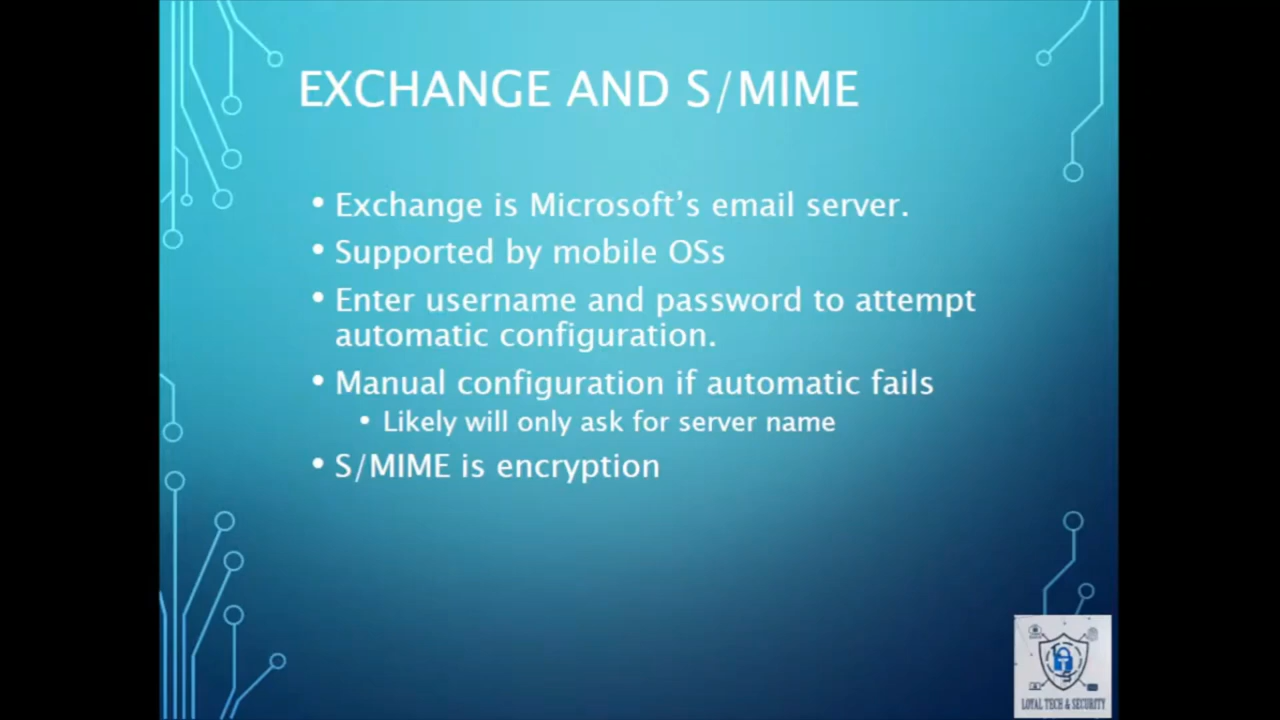 EXCHANGE AND S/MIME
• Exchange is Microsoft’s email server.
• Supported by mobile OSs
• Enter username and password to attempt
automatic configuration.
• Manual configuration if automatic fails
• Likely will only ask for server name
• S/MIME is encryption
LOYAL TECH & SECURITY